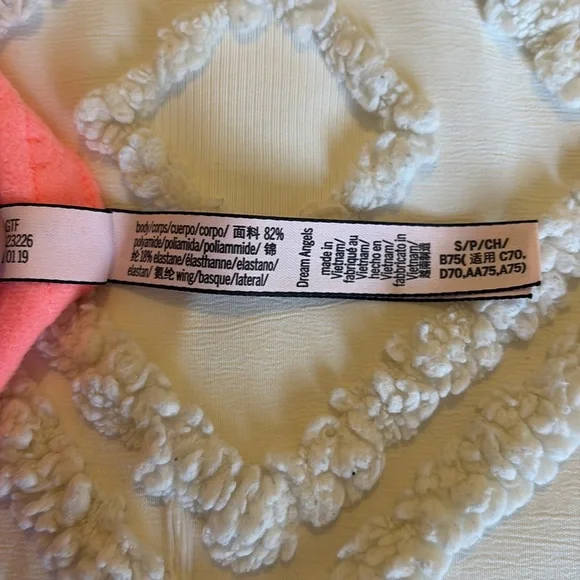 GTF
23226
01 19
body/corps/cuerpo/corpo/ 面料 82%
polyamide/poliamida/poliammide/ 锦
纶 18% elastane/élasthanne/elastano/
elastan/ 氨纶 wing/basque/lateral/
Dream Angels
made in
Vietnam/
fabriqué au
Vietnam/
hecho en
Vietnam/
fabbricato in
Vietnam/
越南制造
S/P/CH/
B75( 适用 C70.
D70,AA75,A75)